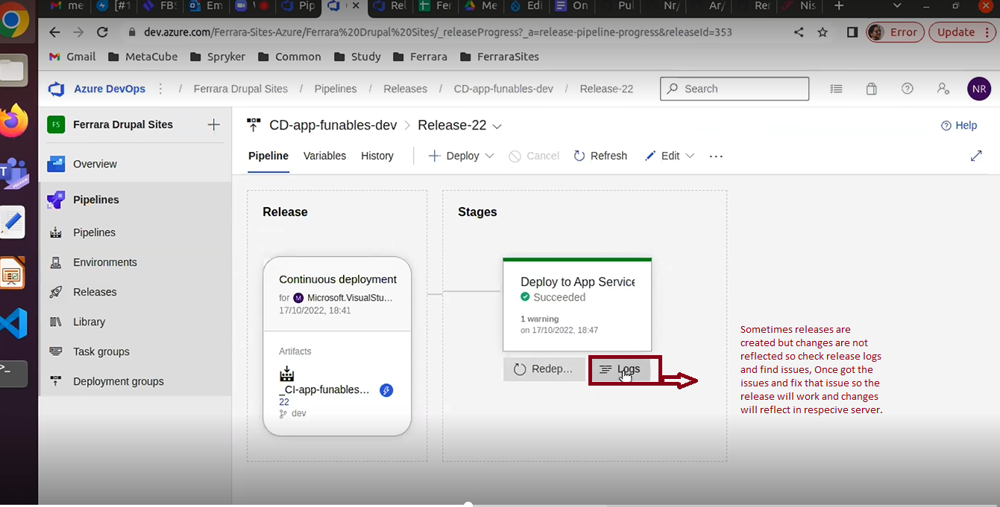 me
[#1
FBS
Em
Pip
Rel
Fer
Me
Edi
On
Pul
Nr/
Ar/
Rer
Nis
dev.azure.com/Ferrara-Sites-Azure/Ferrara%20Drupal%20Sites/_releaseProgress?_a=release-pipeline-progress&releaseId=353
Error
Update
Gmail
MetaCube
Spryker
Common
Study
Ferrara
FerraraSites
Azure DevOps / Ferrara Drupal Sites / Pipelines / Releases / CD-app-funables-dev / Release-22
Search
NR
FS Ferrara Drupal Sites
Overview
Pipelines
Pipelines
Environments
Releases
Library
Task groups
Deployment groups
CD-app-funables-dev > Release-22
Help
Pipeline Variables History
Deploy Cancel Refresh Edit ...
Release
Continuous deployment
for M Microsoft.VisualStu...
17/10/2022, 18:41
Artifacts
_CI-app-funables...
22
dev
Stages
Deploy to App Service
Succeeded
1 warning
on 17/10/2022, 18:47
Redep...
Logs
Sometimes releases are
created but changes are not
reflected so check release logs
and find issues, Once got the
issues and fix that issue so the
release will work and changes
will reflect in respecive server.
T
PREVIEW
>_